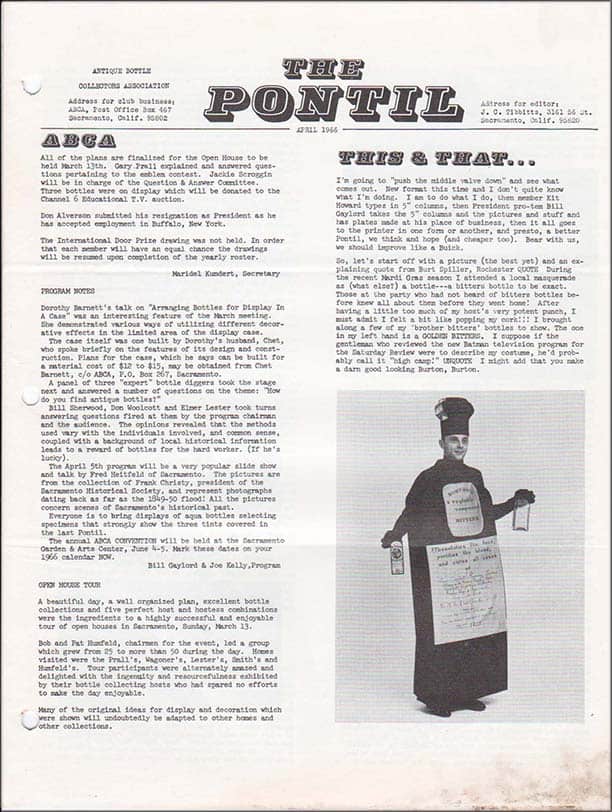 ANTIQUE BOTTLE
COLLECTORS ASSOCIATION
Address for club business;
ABCA, Post Office Box 467
Sacramento, Calif. 95802
THE
PONTIL
APRIL 1966
Address for editor;
J. C. Tibbitts, 3161 56 St.
Sacramento, Calif. 95820
ABCA
All of the plans are finalized for the Open House to be
held March 13th. Gary Prall explained and answered ques-
tions pertaining to the emblem contest. Jackie Scroggin
will be in charge of the Question & Answer Committee.
Three bottles were on display which will be donated to the
Channel 6 Educational T.V. auction.
Don Alverson submitted his resignation as President as he
has accepted employment in Buffalo, New York.
The International Door Prize drawing was not held. In order
that each member will have an equal chance the drawings
will be resumed upon completion of the yearly roster.
Maridel Kundert, Secretary
PROGRAM NOTES
Dorothy Barnett's talk on "Arranging Bottles for Display In
A Case" was an interesting feature of the March meeting.
She demonstrated various ways of utilizing different decor-
ative effects in the limited area of the display case.
The case itself was one built by Dorothy's husband, Chet,
who spoke briefly on the features of its design and const-
ruction. Plans for the case, which he says can be built for
a material cost of $12 to $15, may be obtained from Chet
Barnett, c/o ABCA, P.O. Box 267, Sacramento.
A panel of three "expert" bottle diggers took the stage
next and answered a number of questions on the theme: "How
do you find antique bottles?"
Bill Sherwood, Don Woolcott and Elmer Lester took turns
answering questions fired at them by the program chairman
and the audience. The opinions revealed that the methods
used vary with the individuals involved, and common sense,
coupled with a background of local historical information
leads to a reward of bottles for the hard worker. (If he's
lucky).
The April 5th program will be a very popular slide show
and talk by Fred Heitfeld of Sacramento. The pictures are
from the collection of Frank Christy, president of the
Sacramento Historical Society, and represent photographs
dating back as far as the 1849-50 flood! All the pictures
concern scenes of Sacramento's historical past.
Everyone is to bring displays of aqua bottles selecting
specimens that strongly show the three tints covered in
the last Pontil.
The annual ABCA CONVENTION will be held at the Sacramento
Garden & Arts Center, June 4-5. Mark these dates on your
1966 calendar NOW.
Bill Gaylord & Joe Kelly,Program
OPEN HOUSE TOUR
A beautiful day, a well organized plan, excellent bottle
collections and five perfect host and hostess combinations
were the ingredients to a highly successful and enjoyable
tour of open houses in Sacramento, Sunday, March 13.
Bob and Pat Humfeld, chairmen for the event, led a group
which grew from 25 to more than 50 during the day. Homes
visited were the Prall's, Wagoner's, Lester's, Smith's and
Humfeld's. Tour participants were alternately amazed and
delighted with the ingenuity and resourcefulness exhibited
by their bottle collecting hosts who had spared no efforts
to make the day enjoyable.
Many of the original ideas for display and decoration which
were shown will undoubtedly be adapted to other homes and
other collections.
THIS & THAT...
I'm going to "push the middle valve down" and see what
comes out. New format this time and I don't quite know
what I'm doing. I am to do what I do, then member Kit
Howard types in 5" columns, then President pro-tem Bill
Gaylord takes the 5" columns and the pictures and stuff and
has plates made at his place of business, then it all goes
to the printer in one form or another, and presto, a better
Pontil, we think and hope (and cheaper too). Bear with us,
we should improve like a Buick.
So, let's start off with a picture (the best yet) and an ex-
plaining quote from Burt Spiller, Rochester QUOTE During
the recent Mardi Gras season I attended a local masquerade
as (what else!) a bottle---a bitters bottle to be exact.
Those at the party who had not heard of bitters bottles be-
fore knew all about them before they went home! After
having a little too much of my host's very potent punch, I
must admit I felt a bit like popping my cork!!! I brought
along a few of my 'brother bitters' bottles to show. The one
in my left hand is a GOLDEN BITTERS, I suppose if the
gentleman who reviewed the new Batman television program for
the Saturday Review were to describe my costume, he'd prob-
ably call it "high camp!" UNQUOTE I might add that you make
a darn good looking Burton, Burton.
BITTERS
purifies the blood,
and cures all